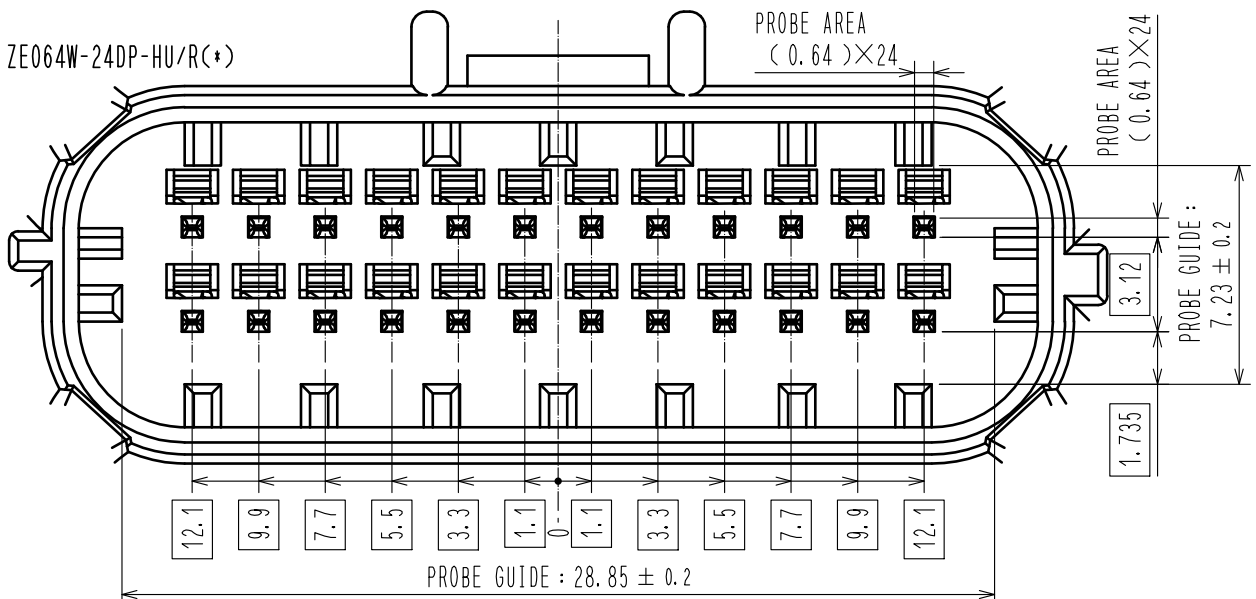 ZE064W-24DP-HU/R(*)
PROBE AREA
(0.64)×24
PROBE AREA
(0.64)×24
3.12
PROBE GUIDE:
7.23±0.2
1.735
12.1 9.9 7.7 5.5 3.3 1.1 0 1.1 3.3 5.5 7.7 9.9 12.1
PROBE GUIDE:28.85±0.2